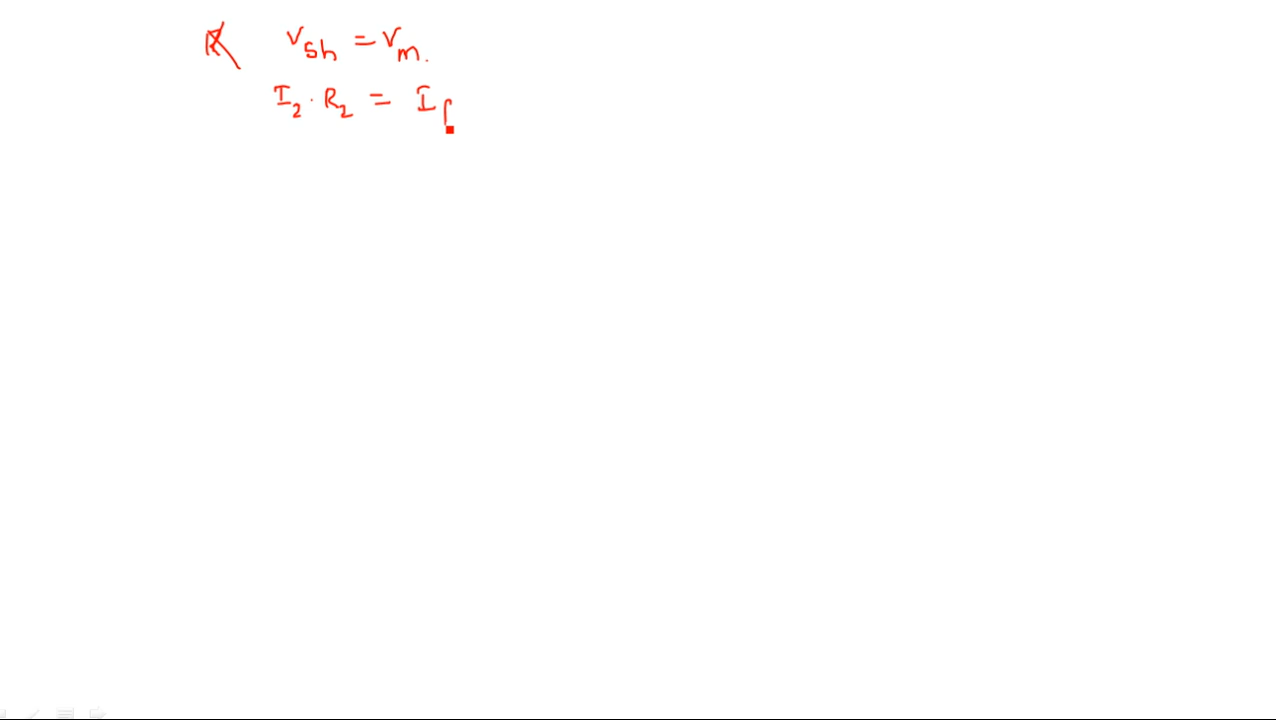 V_sh = V_m.
I_2 . R_2 = I